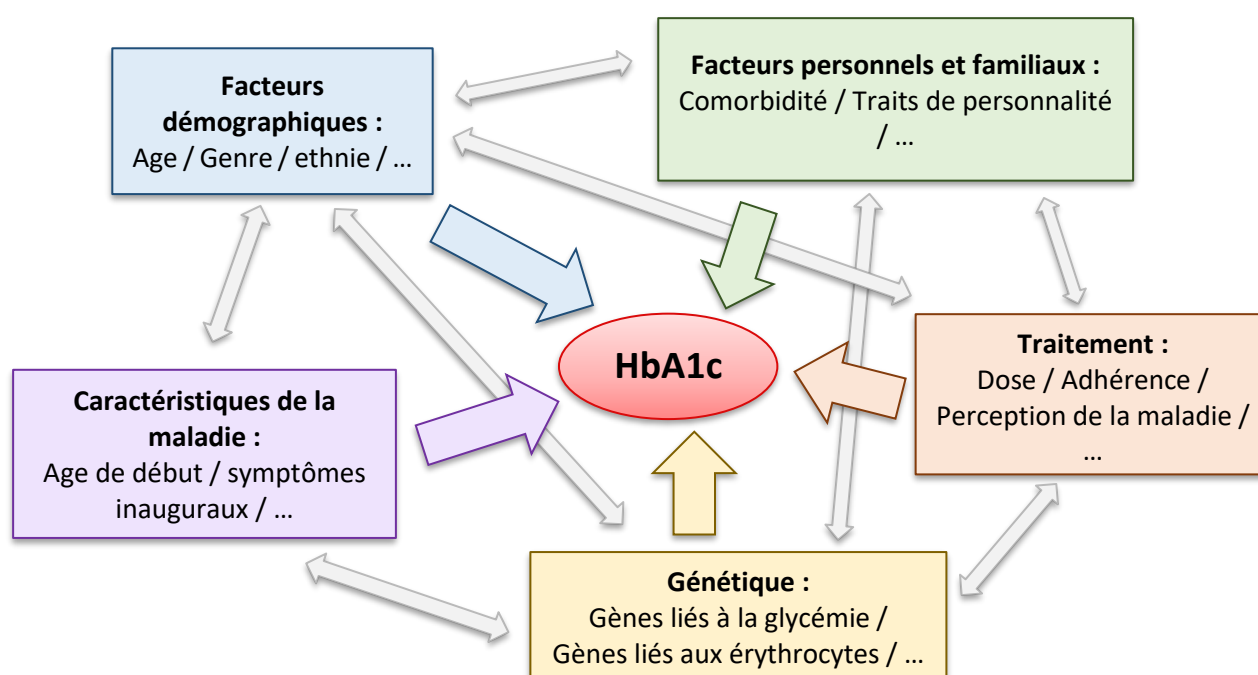 Facteurs
démographiques :
Age / Genre / ethnie / …
Facteurs personnels et familiaux :
Comorbidité / Traits de personnalité
/ …
HbA1c
Traitement :
Dose / Adhérence /
Perception de la maladie /
…
Caractéristiques de la
maladie :
Age de début / symptômes
inauguraux / …
Génétique :
Gènes liés à la glycémie /
Gènes liés aux érythrocytes / …